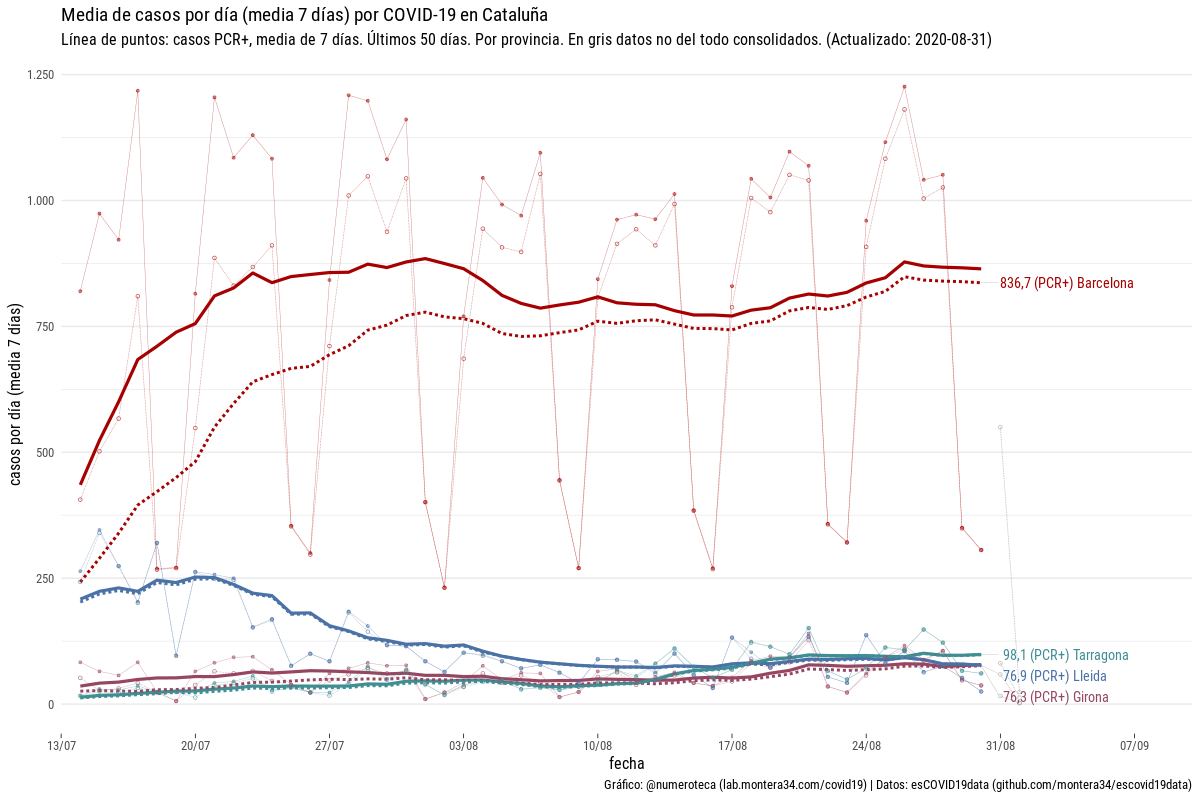 Media de casos por día (media 7 días) por COVID-19 en Cataluña
Línea de puntos: casos PCR+, media de 7 días. Últimos 50 días. Por provincia. En gris datos no del todo consolidados. (Actualizado: 2020-08-31)
casos por día (media 7 días)
1.250
1.000
750
500
250
0
836,7 (PCR+) Barcelona
98,1 (PCR+) Tarragona
76,9 (PCR+) Lleida
76,3 (PCR+) Girona
13/07
20/07
27/07
03/08
10/08
17/08
24/08
31/08
07/09
fecha
Gráfico: @numeroteca (lab.montera34.com/covid19) | Datos: esCOVID19data (github.com/montera34/escovid19data)